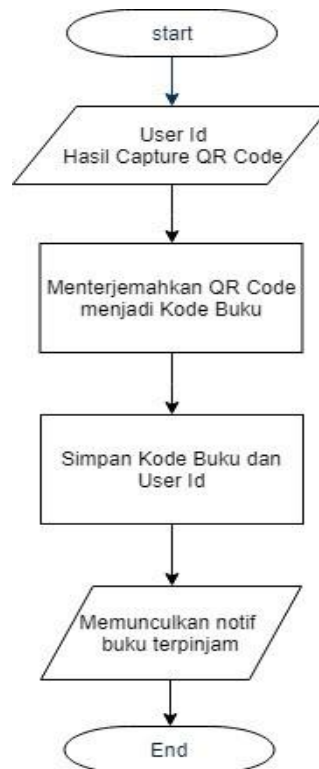 start
User Id
Hasil Capture QR Code
Menterjemahkan QR Code
menjadi Kode Buku
Simpan Kode Buku dan
User Id
Memunculkan notif
buku terpinjam
End